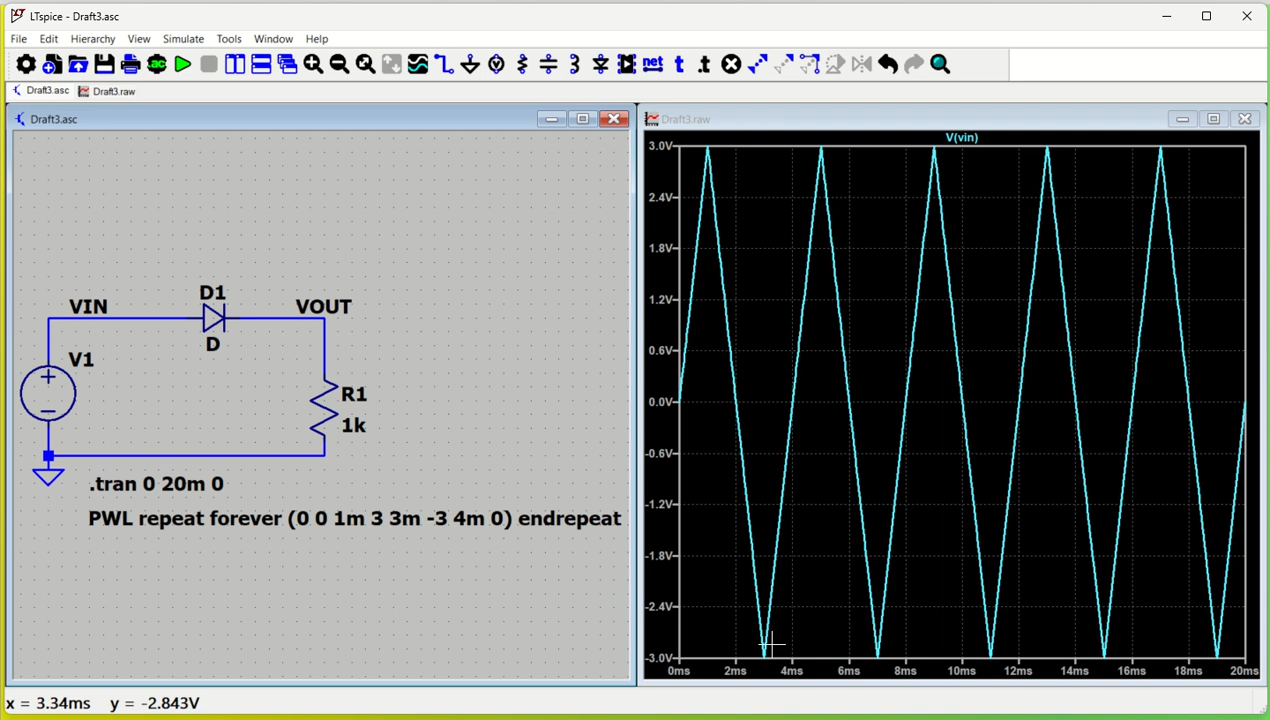 LTspice - Draft3.asc
File Edit Hierarchy View Simulate Tools Window Help
.ac net t .t
Draft3.asc Draft3.raw
Draft3.asc
VIN
D1
D
VOUT
V1
R1
1k
.tran 0 20m 0
PWL repeat forever (0 0 1m 3 3m -3 4m 0) endrepeat
Draft3.raw
V(vin)
3.0V
2.4V
1.8V
1.2V
0.6V
0.0V
-0.6V
-1.2V
-1.8V
-2.4V
-3.0V
0ms 2ms 4ms 6ms 8ms 10ms 12ms 14ms 16ms 18ms 20ms
x = 3.34ms y = -2.843V